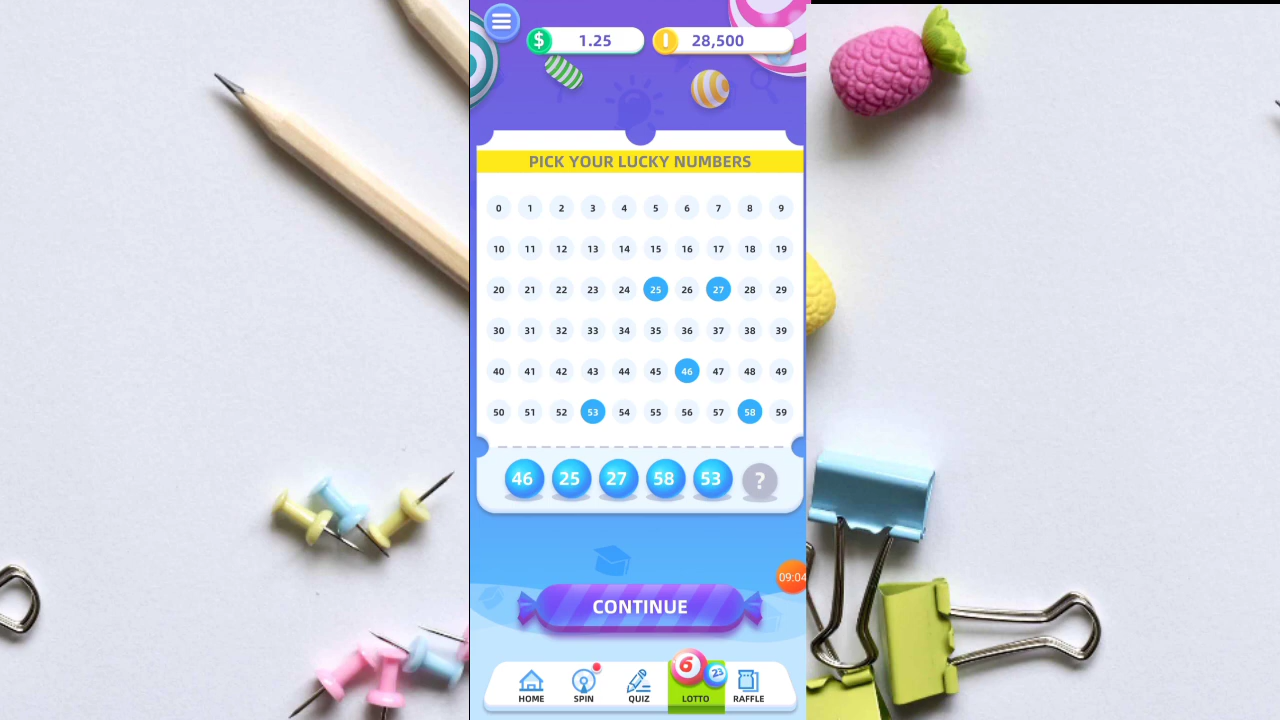 $ 1.25 28,500
PICK YOUR LUCKY NUMBERS
0 1 2 3 4 5 6 7 8 9
10 11 12 13 14 15 16 17 18 19
20 21 22 23 24 25 26 27 28 29
30 31 32 33 34 35 36 37 38 39
40 41 42 43 44 45 46 47 48 49
50 51 52 53 54 55 56 57 58 59
46 25 27 58 53 ?
09:04
CONTINUE
6 23
HOME SPIN QUIZ LOTTO RAFFLE